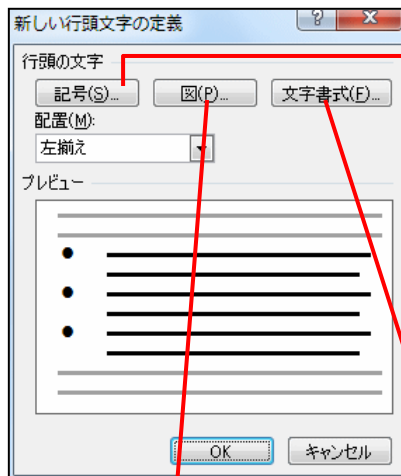 新しい行頭文字の定義
行頭の文字
記号(S)... 図(P)... 文字書式(F)...
配置(M):
左揃え
プレビュー
OK キャンセル